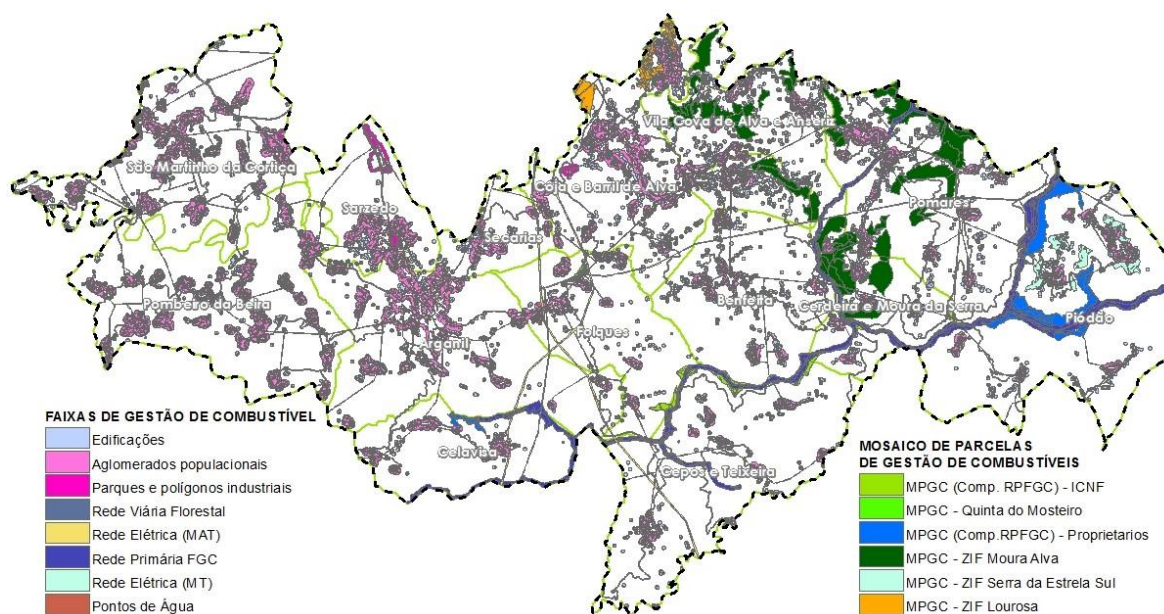 Vila Cova de Alva e Anseriz
São Martinho da Cortiça
Coja e Barril de Alva
Sarzedo
Pomares
Secarias
Pombeiro da Beira
Benfeita
Cerdeira e Moura da Serra
Piódão
Folques
Arganil
Celavisa
Cepos e Teixeira
FAIXAS DE GESTÃO DE COMBUSTÍVEL
Edificações
Aglomerados populacionais
Parques e polígonos industriais
Rede Viária Florestal
Rede Elétrica (MAT)
Rede Primária FGC
Rede Elétrica (MT)
Pontos de Água
MOSAICO DE PARCELAS
DE GESTÃO DE COMBUSTÍVEIS
MPGC (Comp. RPFGC) - ICNF
MPGC - Quinta do Mosteiro
MPGC (Comp.RPFGC) - Proprietarios
MPGC - ZIF Moura Alva
MPGC - ZIF Serra da Estrela Sul
MPGC - ZIF Lourosa